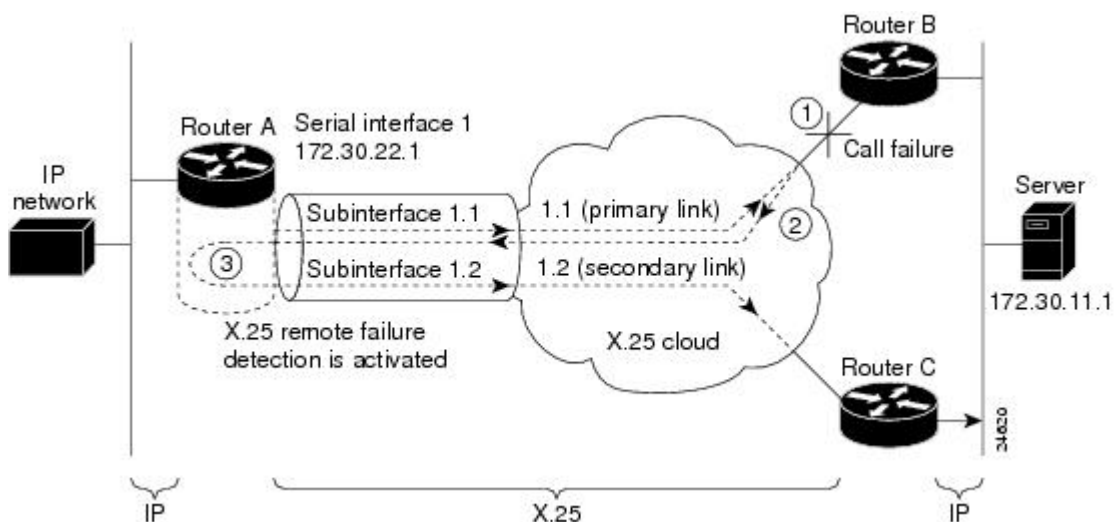 Router B
1
Router A
Serial interface 1
172.30.22.1
Call failure
IP
network
Server
Subinterface 1.1
1.1 (primary link)
2
3
Subinterface 1.2
1.2 (secondary link)
172.30.11.1
X.25 remote failure
detection is activated
X.25 cloud
Router C
24620
IP
X.25
IP